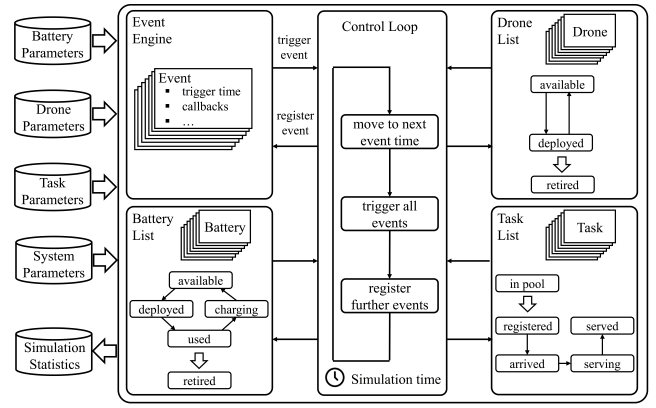 Battery
Parameters
Drone
Parameters
Task
Parameters
System
Parameters
Simulation
Statistics
Event
Engine
Event
▪ trigger time
▪ callbacks
▪ …
trigger
event
register
event
Battery
List
Battery
available
deployed
charging
used
retired
Control Loop
move to next
event time
trigger all
events
register
further events
Simulation time
Drone
List
Drone
available
deployed
retired
Task
List
Task
in pool
registered
served
arrived
serving